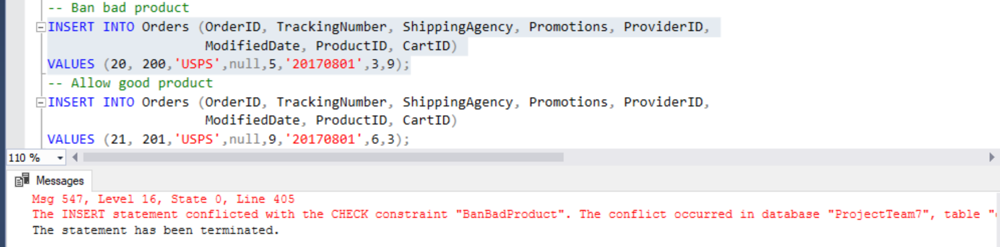 -- Ban bad product
INSERT INTO Orders (OrderID, TrackingNumber, ShippingAgency, Promotions, ProviderID,
ModifiedDate, ProductID, CartID)
VALUES (20, 200,'USPS',null,5,'20170801',3,9);
-- Allow good product
INSERT INTO Orders (OrderID, TrackingNumber, ShippingAgency, Promotions, ProviderID,
ModifiedDate, ProductID, CartID)
VALUES (21, 201,'USPS',null,9,'20170801',6,3);
110 %
Messages
Msg 547, Level 16, State 0, Line 405
The INSERT statement conflicted with the CHECK constraint "BanBadProduct". The conflict occurred in database "ProjectTeam7", table "
The statement has been terminated.